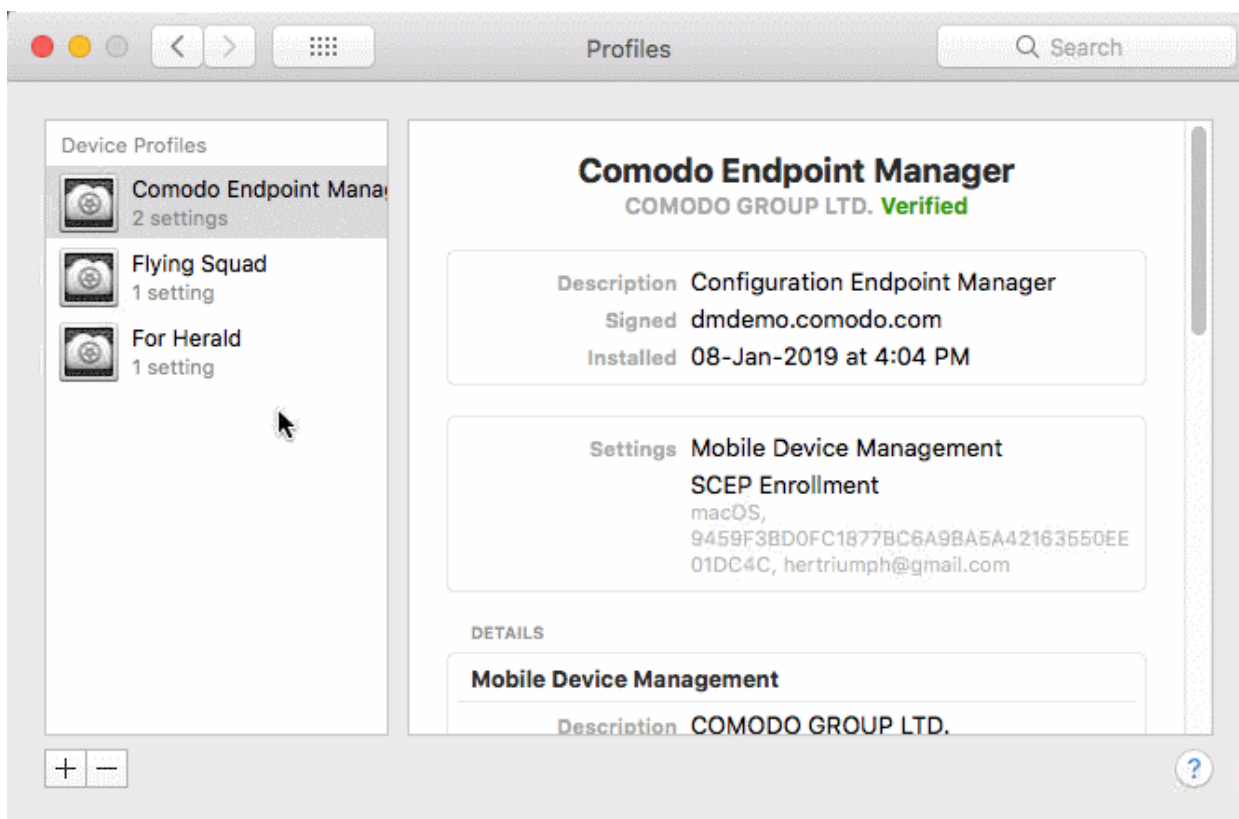 Profiles
Search
Device Profiles
Comodo Endpoint Mana
2 settings
Flying Squad
1 setting
For Herald
1 setting
Comodo Endpoint Manager
COMODO GROUP LTD. Verified
Description Configuration Endpoint Manager
Signed dmdemo.comodo.com
Installed 08-Jan-2019 at 4:04 PM
Settings Mobile Device Management
SCEP Enrollment
macOS,
9459F3BD0FC1877BC6A9BA5A42163550EE
01DC4C, hertriumph@gmail.com
DETAILS
Mobile Device Management
Description COMODO GROUP LTD.
+ −
?